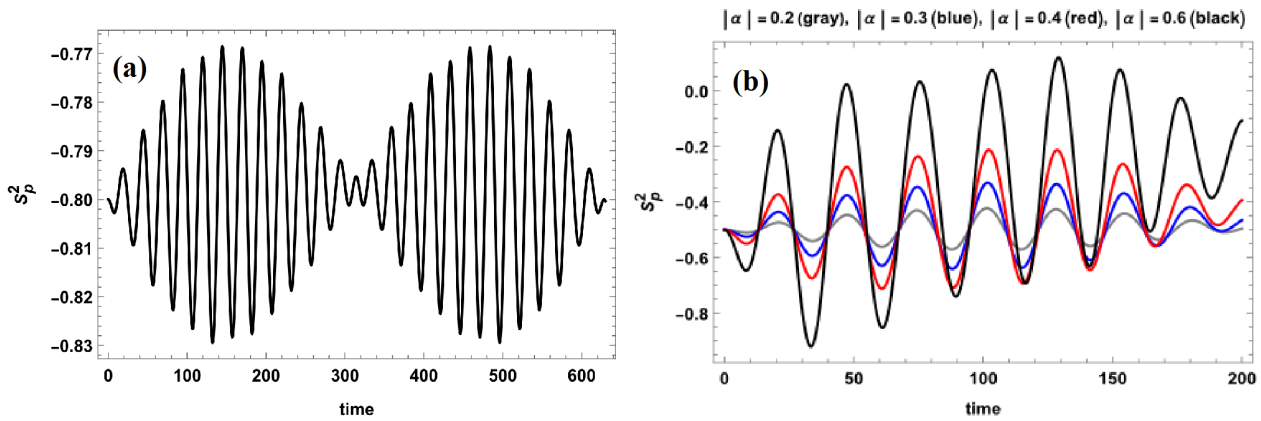 (a)
−0.77
−0.78
−0.79
−0.80
−0.81
−0.82
−0.83
s_p^2
0 100 200 300 400 500 600
time
|α| = 0.2 (gray), |α| = 0.3 (blue), |α| = 0.4 (red), |α| = 0.6 (black)
(b)
0.0
−0.2
−0.4
−0.6
−0.8
s_p^2
0 50 100 150 200
time